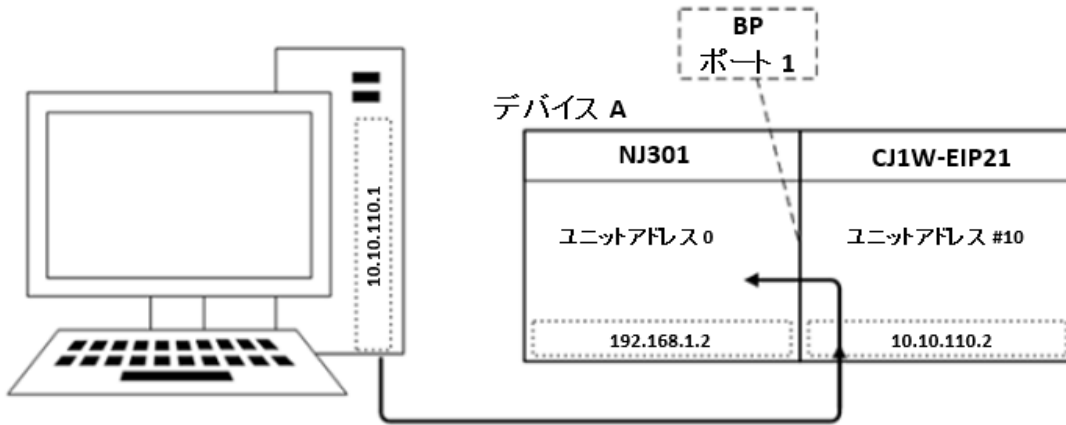 BP
ポート 1
デバイス A
NJ301
CJ1W-EIP21
10.10.110.1
ユニットアドレス 0
ユニットアドレス #10
192.168.1.2
10.10.110.2